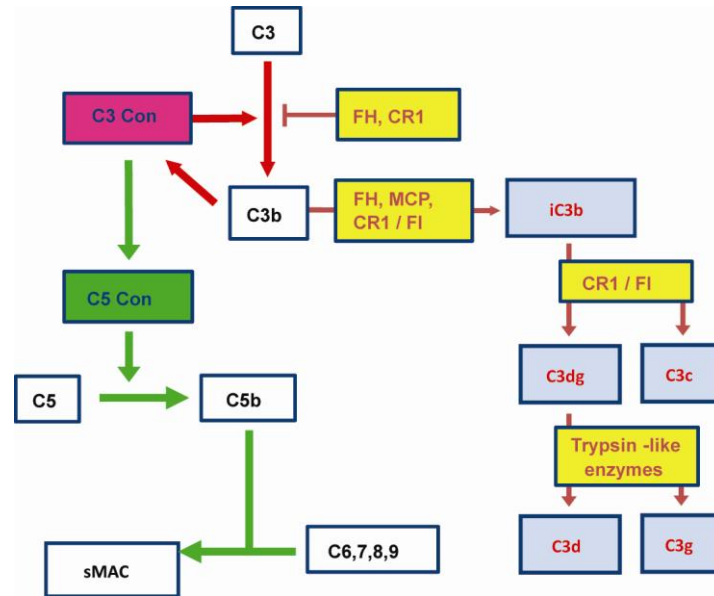 C3
C3 Con
FH, CR1
C3b
FH, MCP,
CR1 / FI
iC3b
CR1 / FI
C5 Con
C3dg
C3c
C5
C5b
Trypsin -like
enzymes
C3d
C3g
sMAC
C6,7,8,9